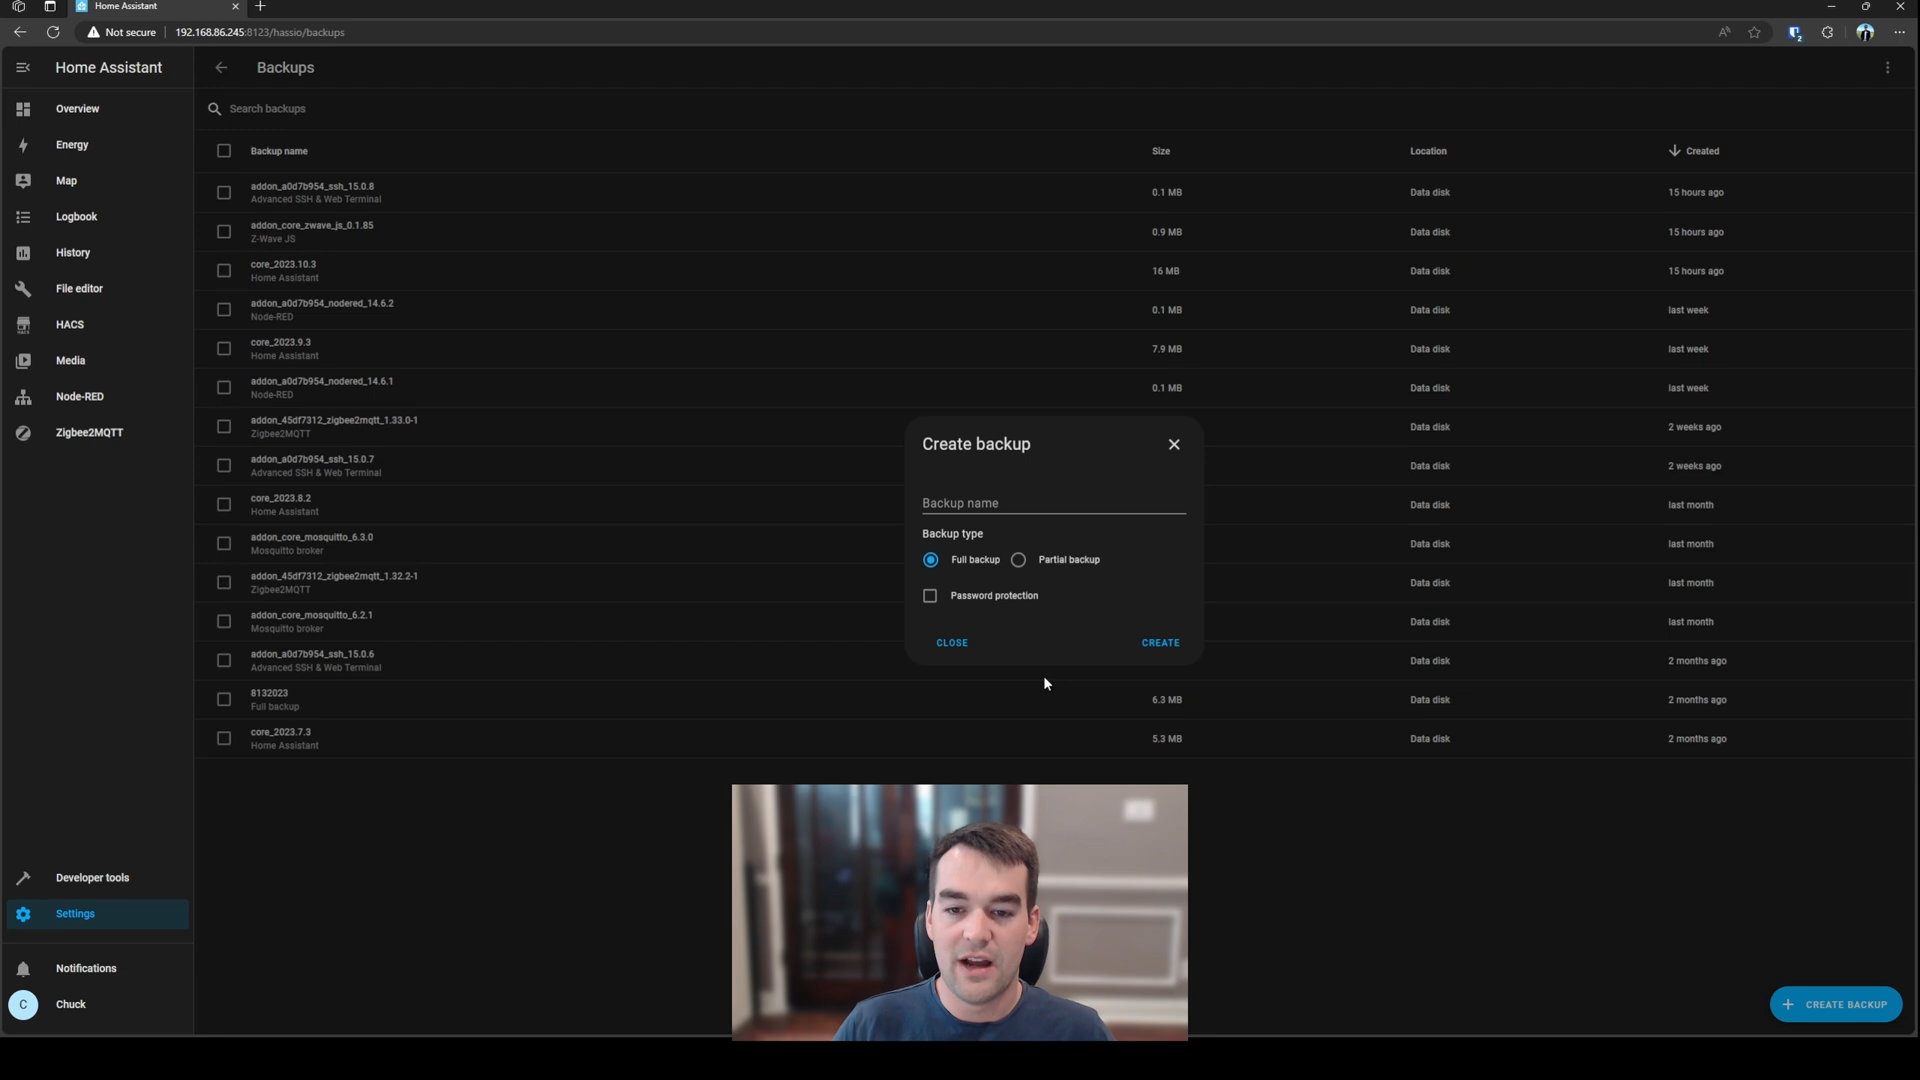 Home Assistant
Not secure
192.168.86.245:8123/hassio/backups
Home Assistant
Backups
Overview
Energy
Map
Logbook
History
File editor
HACS
Media
Node-RED
Zigbee2MQTT
Developer tools
Settings
Notifications
C
Chuck
Search backups
Backup name Size Location Created
addon_a0d7b954_ssh_15.0.8
Advanced SSH & Web Terminal
0.1 MB Data disk 15 hours ago
addon_core_zwave_js_0.1.85
Z-Wave JS
0.9 MB Data disk 15 hours ago
core_2023.10.3
Home Assistant
16 MB Data disk 15 hours ago
addon_a0d7b954_nodered_14.6.2
Node-RED
0.1 MB Data disk last week
core_2023.9.3
Home Assistant
7.9 MB Data disk last week
addon_a0d7b954_nodered_14.6.1
Node-RED
0.1 MB Data disk last week
addon_45df7312_zigbee2mqtt_1.33.0-1
Zigbee2MQTT
Data disk 2 weeks ago
addon_a0d7b954_ssh_15.0.7
Advanced SSH & Web Terminal
Data disk 2 weeks ago
core_2023.8.2
Home Assistant
Data disk last month
addon_core_mosquitto_6.3.0
Mosquitto broker
Data disk last month
addon_45df7312_zigbee2mqtt_1.32.2-1
Zigbee2MQTT
Data disk last month
addon_core_mosquitto_6.2.1
Mosquitto broker
Data disk last month
addon_a0d7b954_ssh_15.0.6
Advanced SSH & Web Terminal
Data disk 2 months ago
8132023
Full backup
6.3 MB Data disk 2 months ago
core_2023.7.3
Home Assistant
5.3 MB Data disk 2 months ago
Create backup
Backup name
Backup type
Full backup Partial backup
Password protection
CLOSE CREATE
CREATE BACKUP